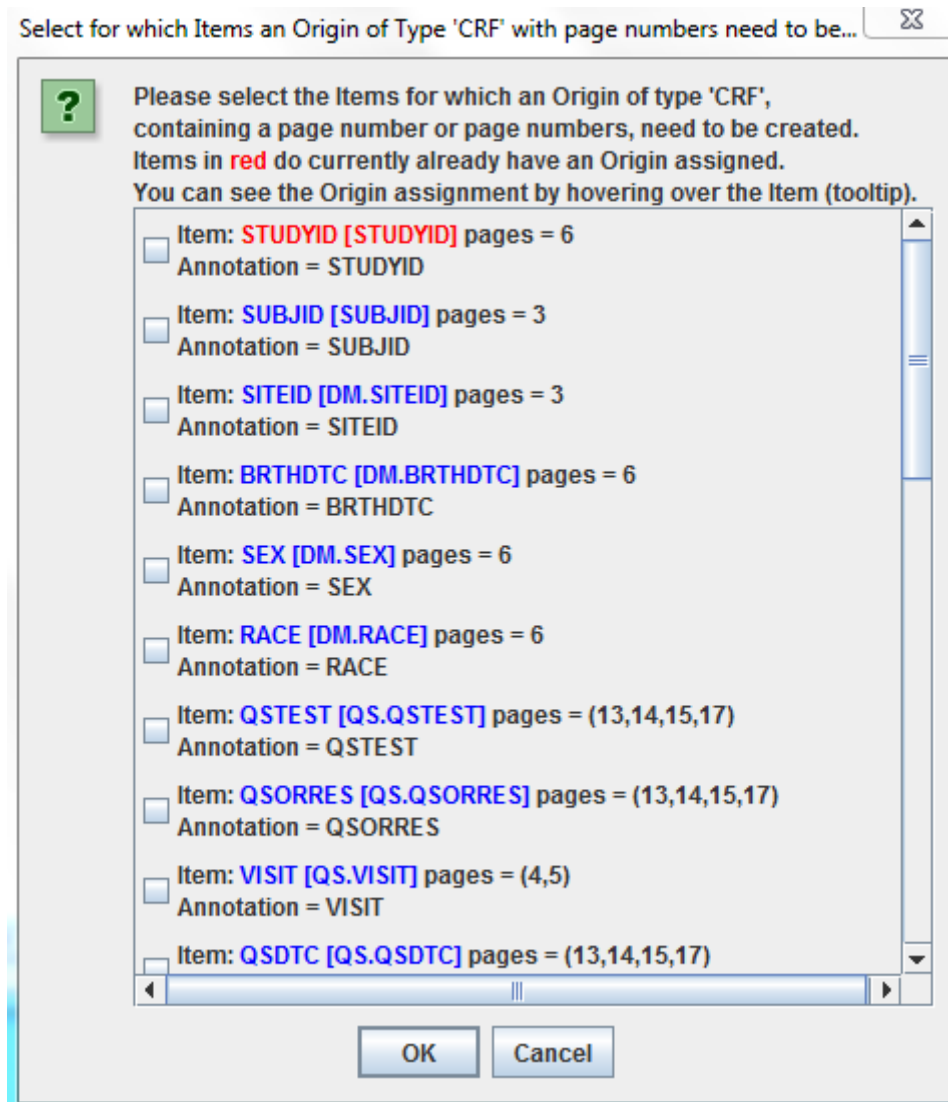 Select for which Items an Origin of Type 'CRF' with page numbers need to be...
?
Please select the Items for which an Origin of type 'CRF',
containing a page number or page numbers, need to be created.
Items in red do currently already have an Origin assigned.
You can see the Origin assignment by hovering over the Item (tooltip).
Item: STUDYID [STUDYID] pages = 6
Annotation = STUDYID
Item: SUBJID [SUBJID] pages = 3
Annotation = SUBJID
Item: SITEID [DM.SITEID] pages = 3
Annotation = SITEID
Item: BRTHDTC [DM.BRTHDTC] pages = 6
Annotation = BRTHDTC
Item: SEX [DM.SEX] pages = 6
Annotation = SEX
Item: RACE [DM.RACE] pages = 6
Annotation = RACE
Item: QSTEST [QS.QSTEST] pages = (13,14,15,17)
Annotation = QSTEST
Item: QSORRES [QS.QSORRES] pages = (13,14,15,17)
Annotation = QSORRES
Item: VISIT [QS.VISIT] pages = (4,5)
Annotation = VISIT
Item: QSDTC [QS.QSDTC] pages = (13,14,15,17)
OK Cancel